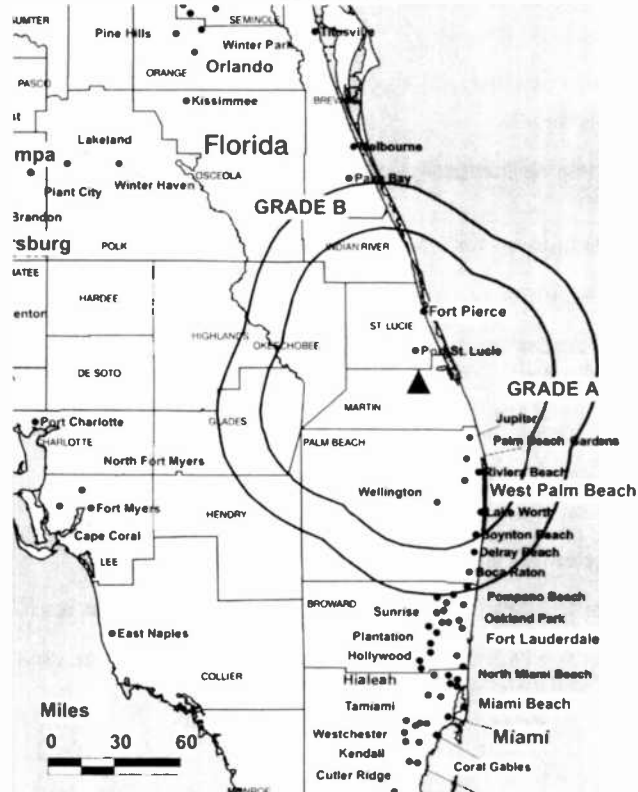 SUMTER
SEMINOLE
Pine Hills
Titusville
Winter Park
ORANGE
Orlando
PASCO
Kissimmee
Lakeland
Florida
Melbourne
mpa
OSCEOLA
Plant City
Winter Haven
Palm Bay
Brandon
GRADE B
rsburg
POLK
INDIAN RIVER
HARDEE
enton
Fort Pierce
HIGHLANDS
ST LUCIE
OKEECHOBEE
Port St. Lucie
DE SOTO
GRADE A
MARTIN
Port Charlotte
GLADES
Jupiter
HARLOTTE
PALM BEACH
Palm Beach Gardens
North Fort Myers
Riviera Beach
Wellington
West Palm Beach
Fort Myers
HENDRY
Lake Worth
Cape Coral
Boynton Beach
LEE
Delray Beach
Boca Raton
BROWARD
Pompano Beach
Sunrise
Oakland Park
East Naples
Plantation
Fort Lauderdale
Hollywood
COLLIER
North Miami Beach
Hialeah
Miles
Tamiami
Miami Beach
0 30 60
Westchester
Miami
Kendall
Coral Gables
Cutler Ridge